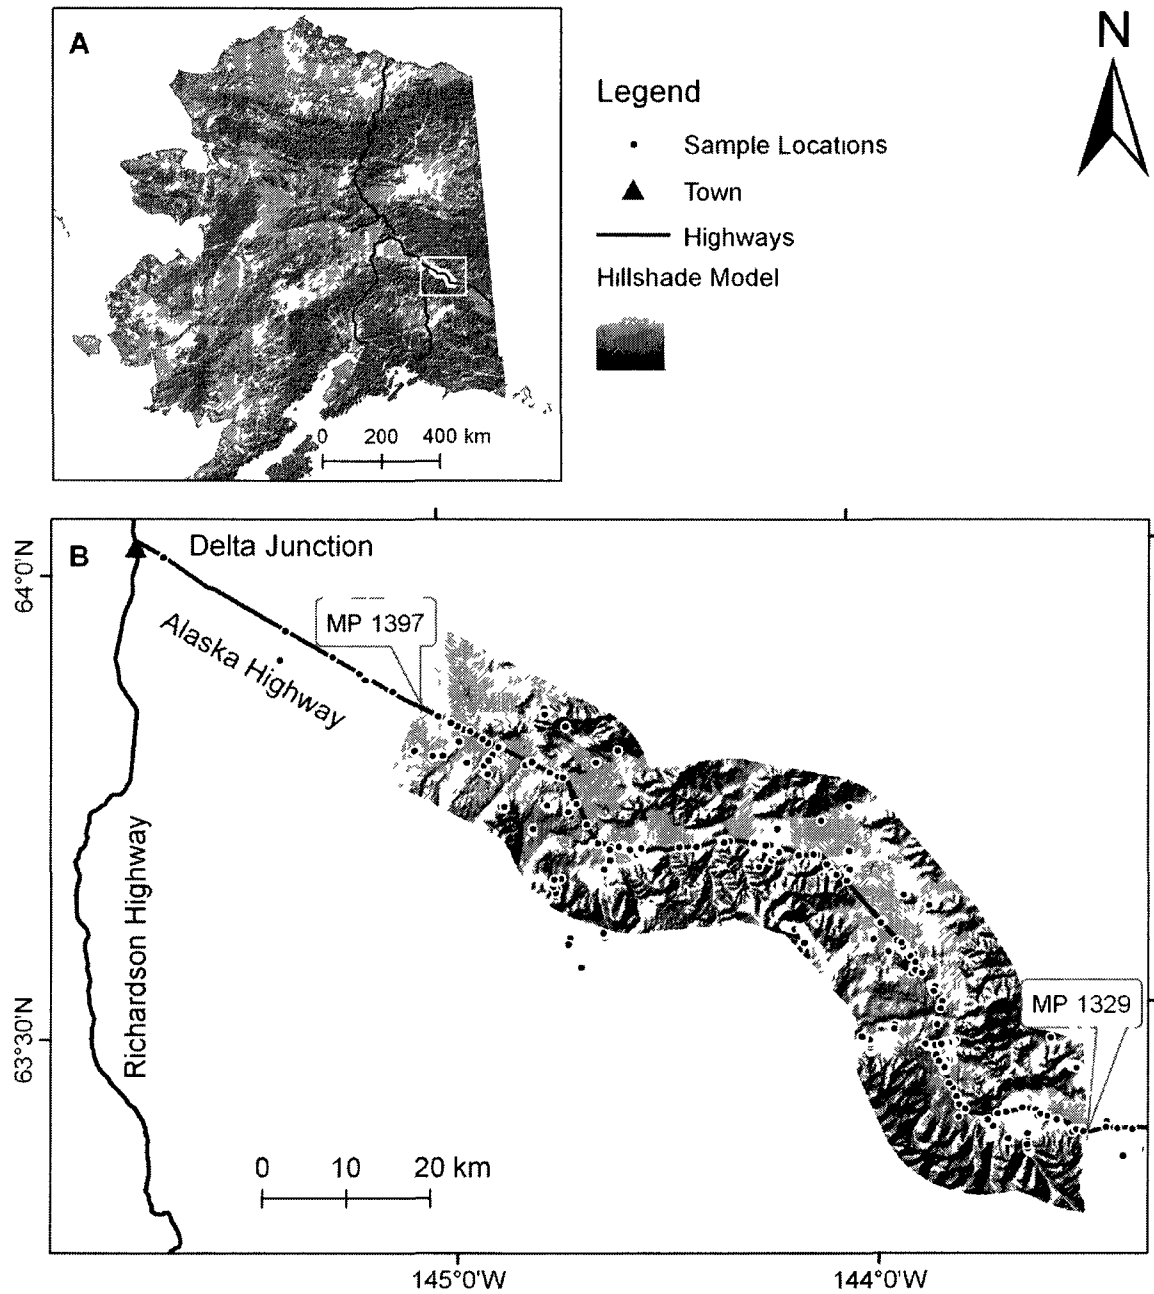 A
N
Legend
Sample Locations
Town
Highways
Hillshade Model
0 200 400 km
B
Delta Junction
64°0'N
MP 1397
Alaska Highway
Richardson Highway
MP 1329
63°30'N
0 10 20 km
145°0'W
144°0'W